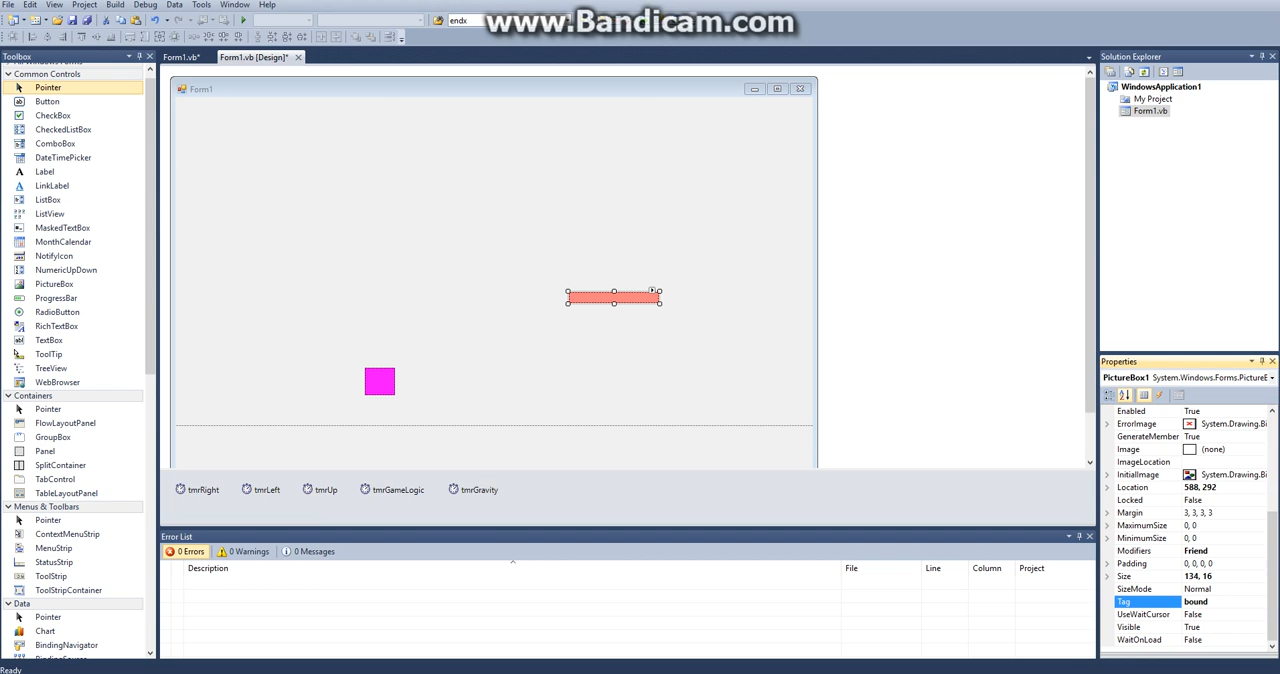 File Edit View Project Build Debug Data Tools Window Help
endx
www.Bandicam.com
Toolbox
Form1.vb* Form1.vb [Design]*
Solution Explorer
Common Controls
Pointer
Button
CheckBox
CheckedListBox
ComboBox
DateTimePicker
Label
LinkLabel
ListBox
ListView
MaskedTextBox
MonthCalendar
NotifyIcon
NumericUpDown
PictureBox
ProgressBar
RadioButton
RichTextBox
TextBox
ToolTip
TreeView
WebBrowser
Containers
Pointer
FlowLayoutPanel
GroupBox
Panel
SplitContainer
TabControl
TableLayoutPanel
Menus & Toolbars
Pointer
ContextMenuStrip
MenuStrip
StatusStrip
ToolStrip
ToolStripContainer
Data
Pointer
Chart
BindingNavigator
Form1
tmrRight tmrLeft tmrUp tmrGameLogic tmrGravity
Error List
0 Errors 0 Warnings 0 Messages
Description File Line Column Project
WindowsApplication1
My Project
Form1.vb
Properties
PictureBox1 System.Windows.Forms.PictureE
Enabled True
ErrorImage System.Drawing.Bi
GenerateMember True
Image (none)
ImageLocation
InitialImage System.Drawing.Bi
Location 588, 292
Locked False
Margin 3, 3, 3, 3
MaximumSize 0, 0
MinimumSize 0, 0
Modifiers Friend
Padding 0, 0, 0, 0
Size 134, 16
SizeMode Normal
Tag bound
UseWaitCursor False
Visible True
WaitOnLoad False
Ready